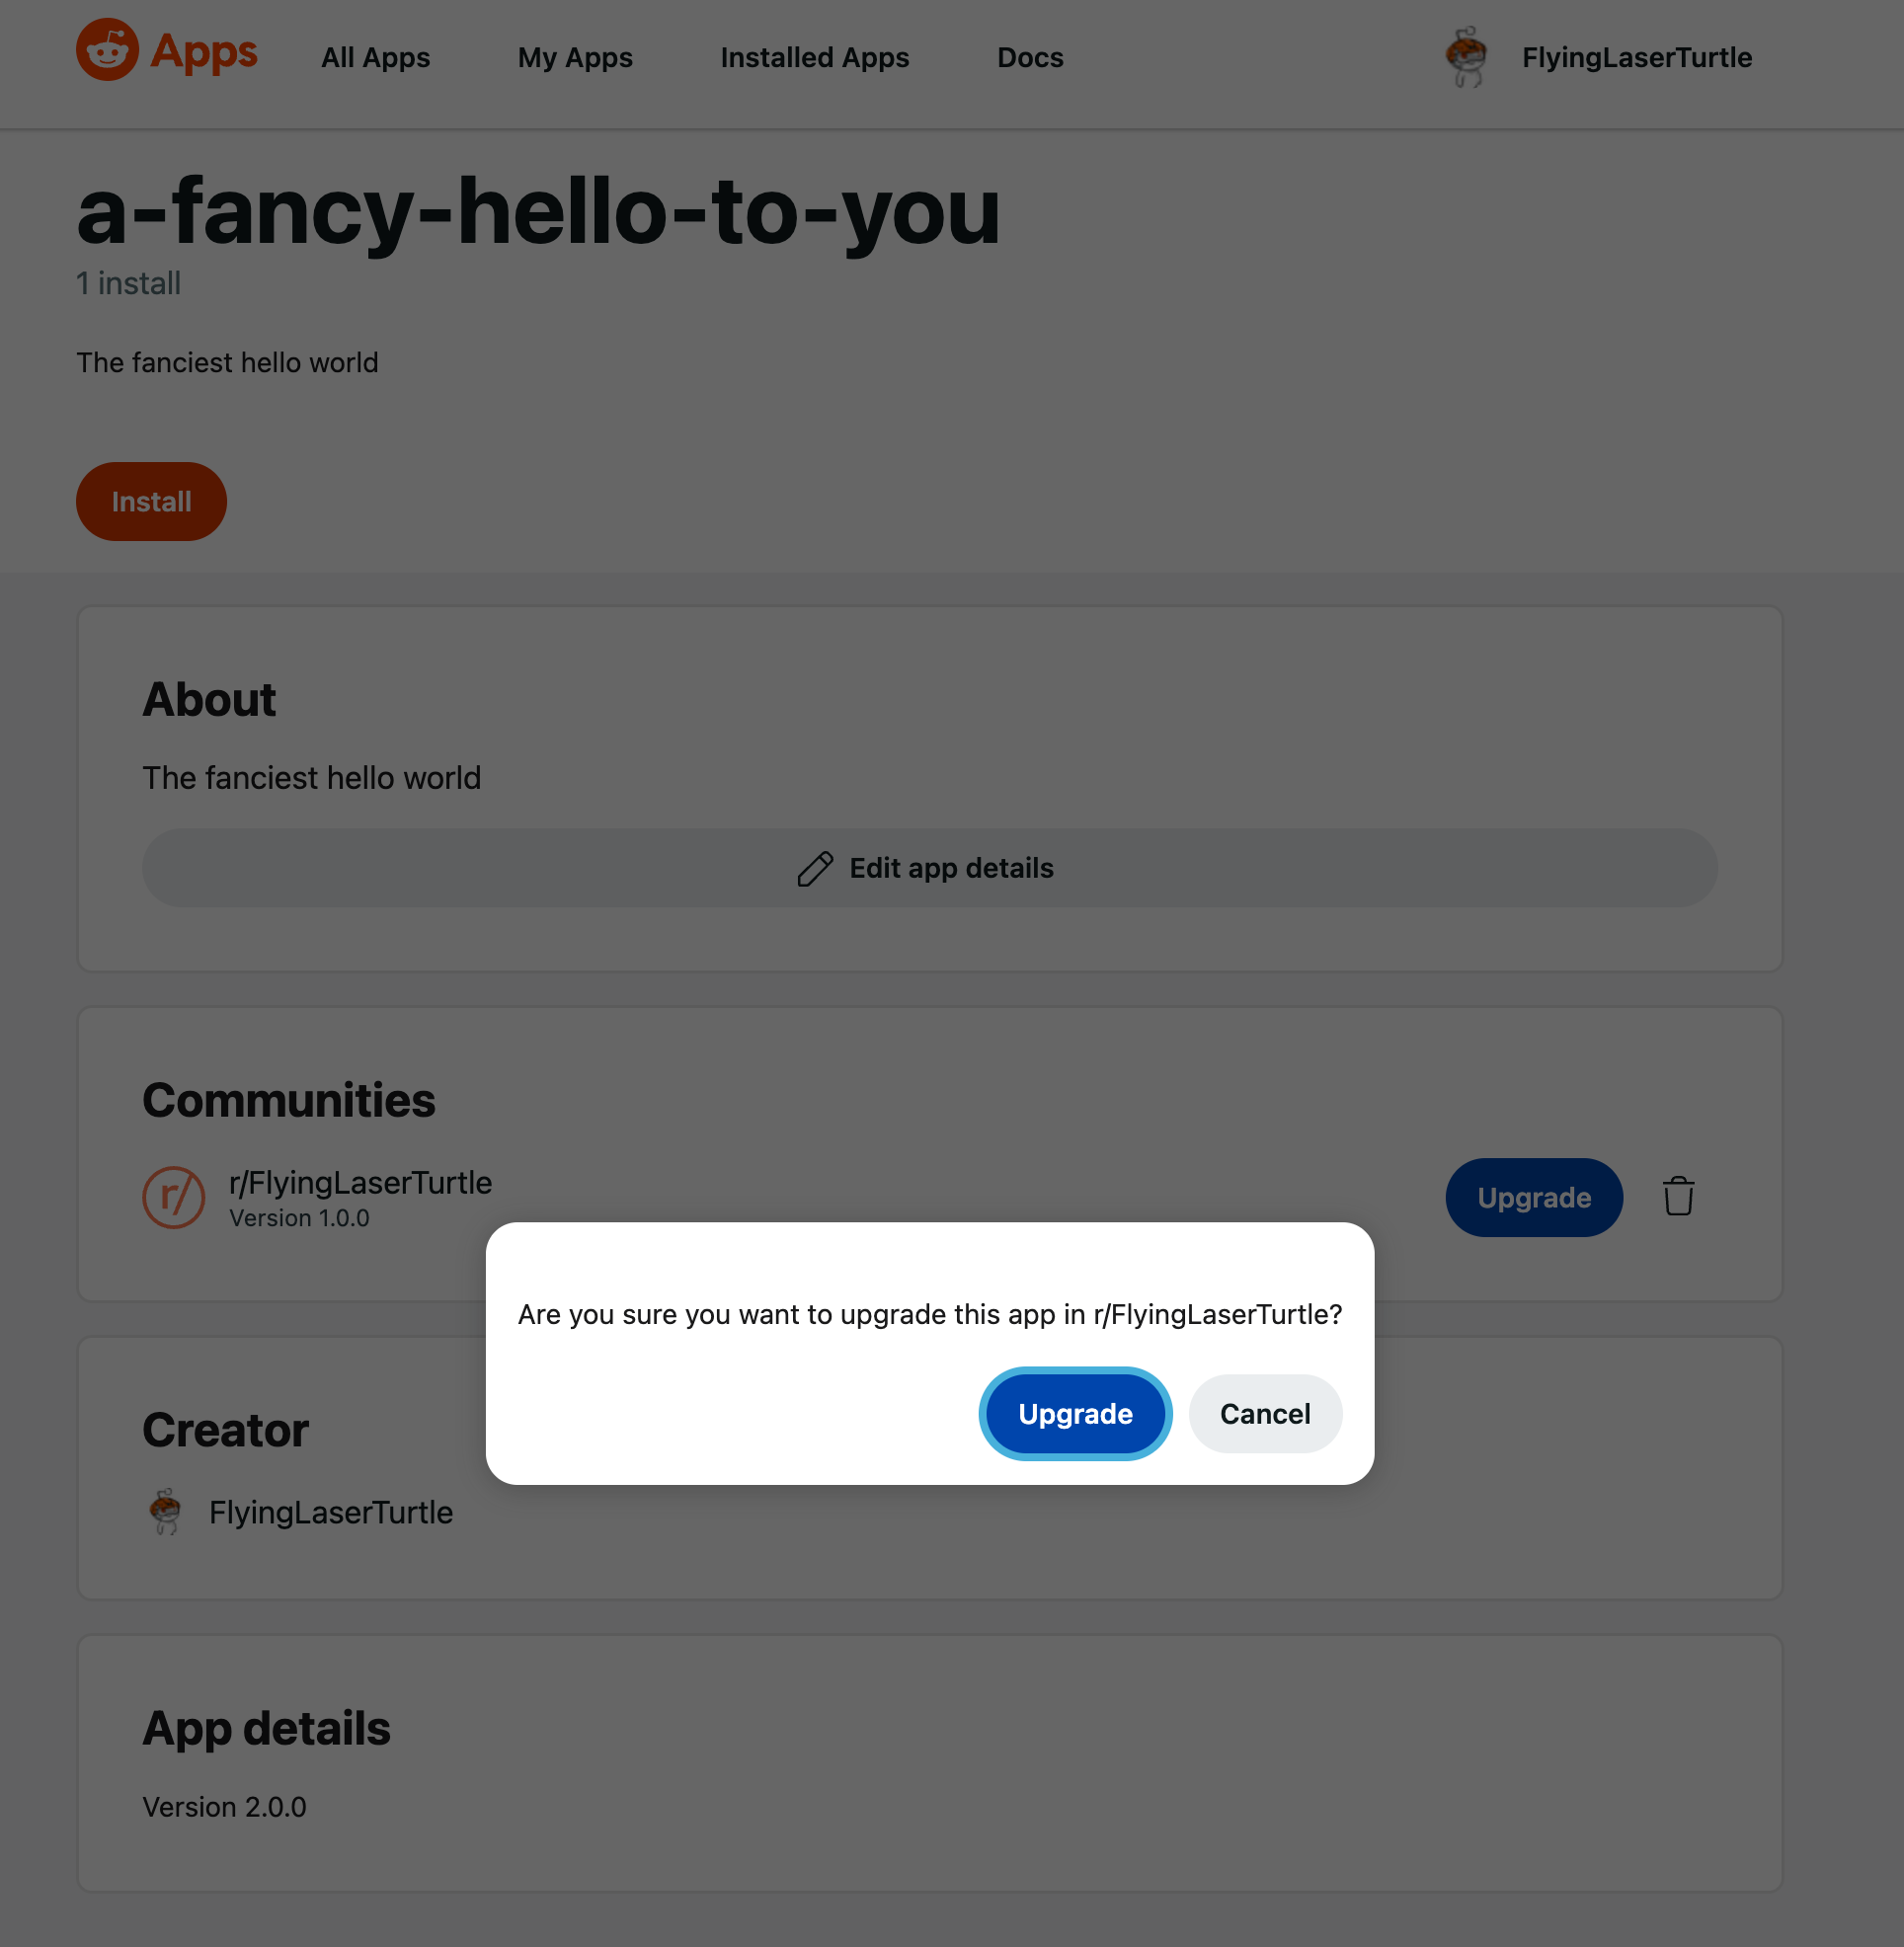 Apps
All Apps
My Apps
Installed Apps
Docs
FlyingLaserTurtle
a-fancy-hello-to-you
1 install
The fanciest hello world
Install
About
The fanciest hello world
Edit app details
Communities
r/
r/FlyingLaserTurtle
Version 1.0.0
Upgrade
Are you sure you want to upgrade this app in r/FlyingLaserTurtle?
Upgrade
Cancel
Creator
FlyingLaserTurtle
App details
Version 2.0.0